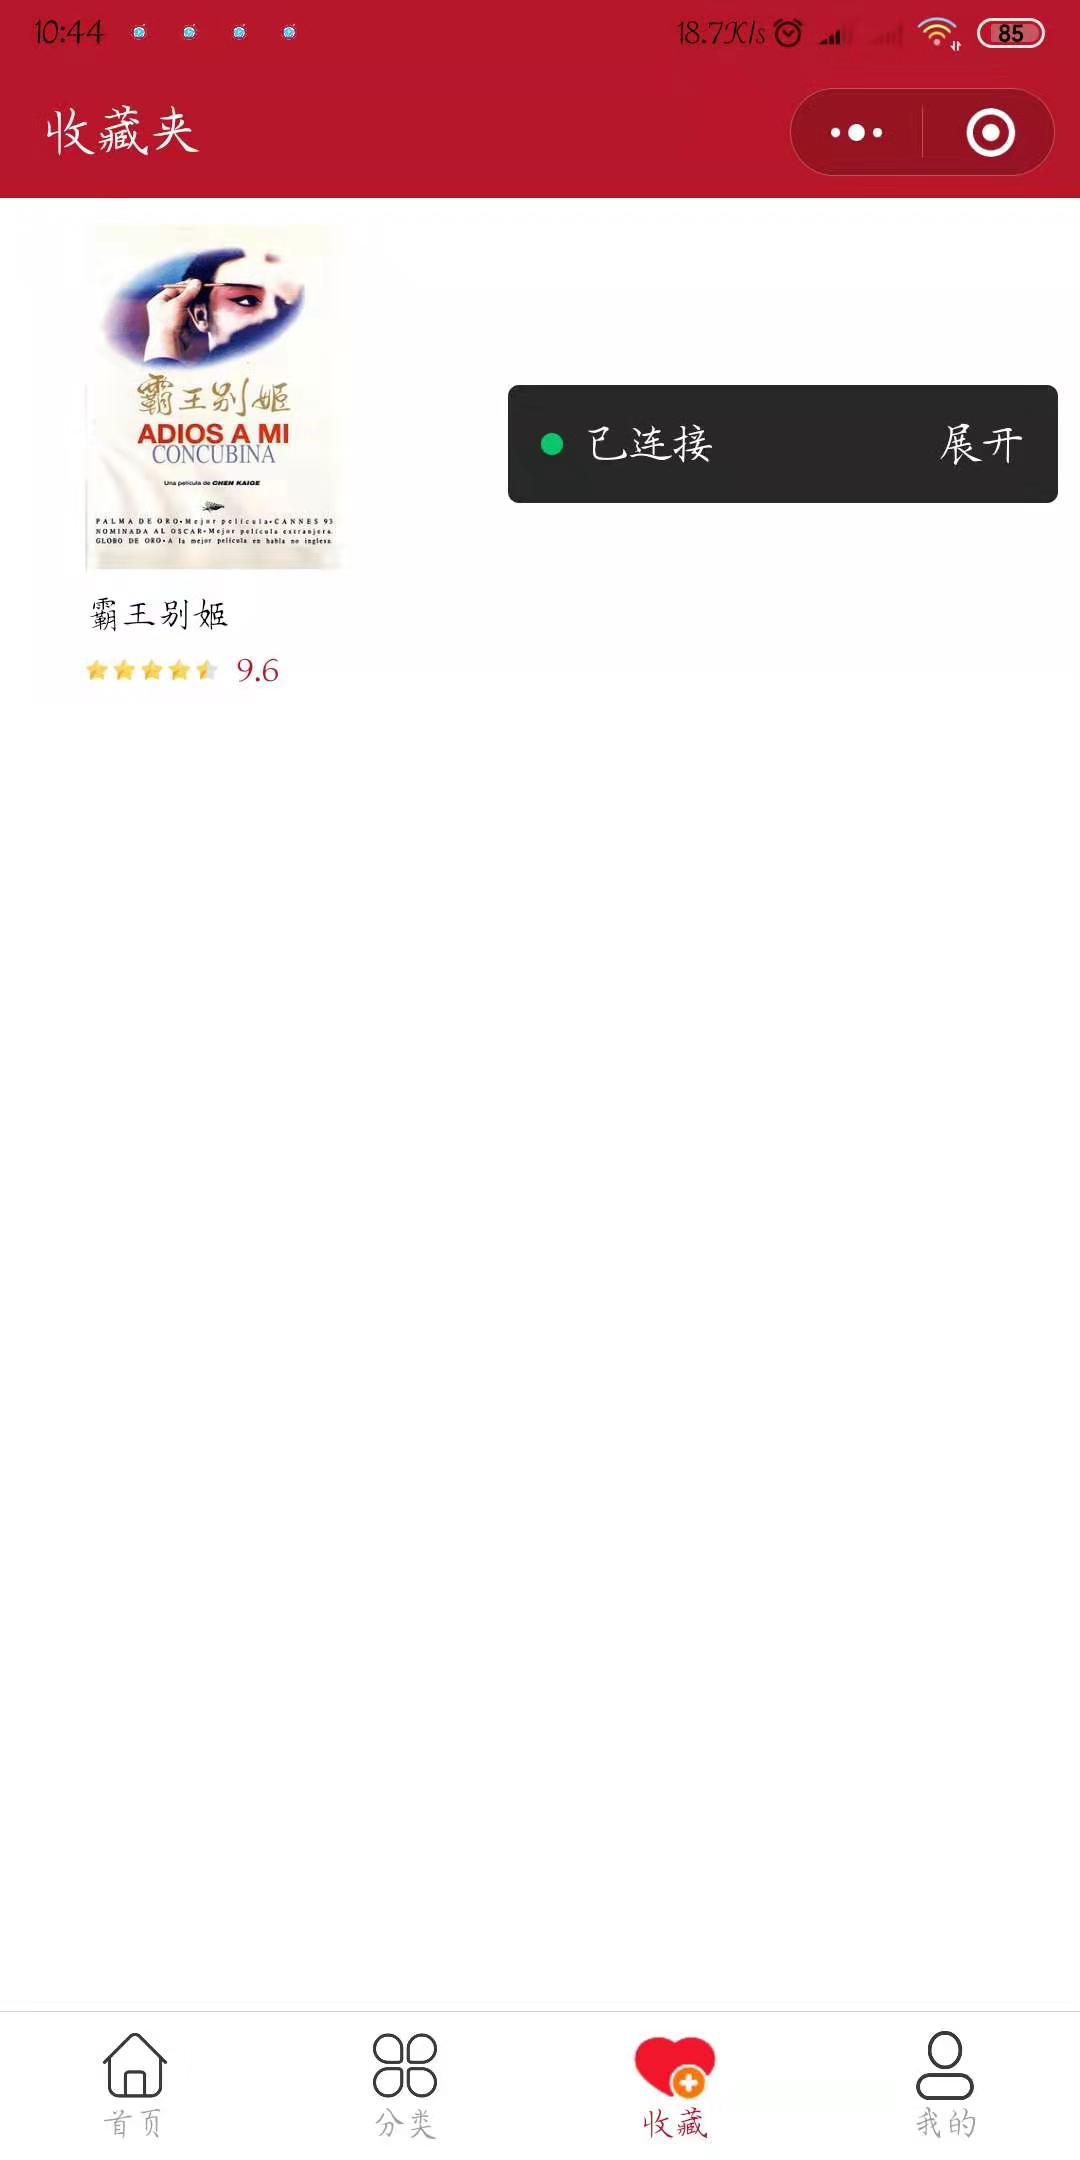 10:44
18.7K/s
85
收藏夹
霸王别姬
ADIOS A MI
CONCUBINA
Una película de CHEN KAIGE
PALMA DE ORO•Mejor película•CANNES 93
NOMINADA AL OSCAR•Mejor película extranjera.
GLOBO DE ORO•A la mejor película en habla no inglesa.
已连接
展开
霸王别姬
9.6
首页
分类
收藏
我的